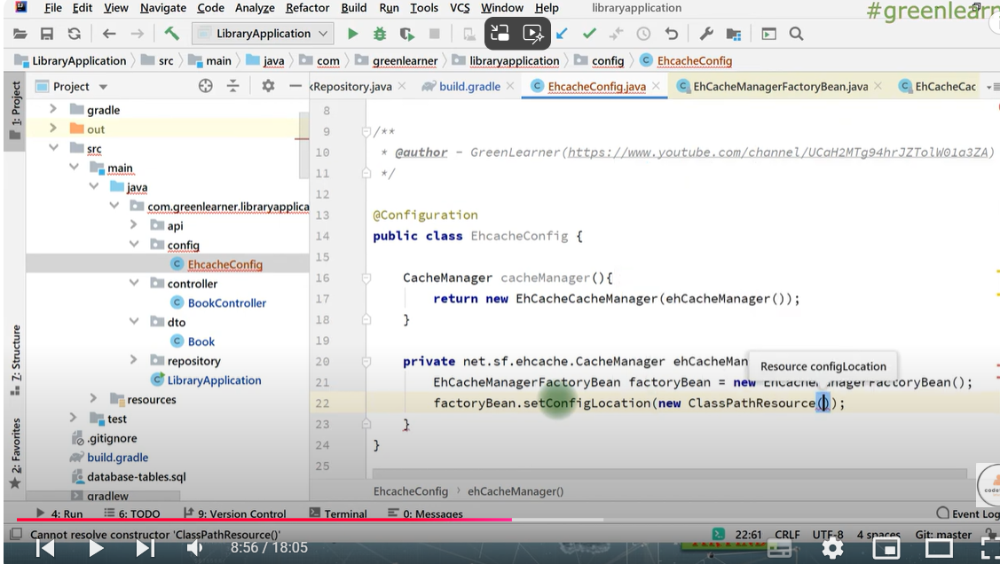 File Edit View Navigate Code Analyze Refactor Build Run Tools VCS Window Help libraryapplication
#greenlearn
LibraryApplication
LibraryApplication src main java com greenlearner libraryapplication config EhcacheConfig
Project
kRepository.java build.gradle EhcacheConfig.java EhCacheManagerFactoryBean.java EhCacheCac
1: Project
7: Structure
2: Favorites
gradle
out
src
main
java
com.greenlearner.libraryapplica
api
config
EhcacheConfig
controller
BookController
dto
Book
repository
LibraryApplication
resources
test
.gitignore
build.gradle
database-tables.sql
gradlew
8
9 /**
10 * @author - GreenLearner(https://www.youtube.com/channel/UCaH2MTg94hrJZTolW01a3ZA)
11 */
12
13 @Configuration
14 public class EhcacheConfig {
15
16 CacheManager cacheManager(){
17 return new EhCacheCacheManager(ehCacheManager());
18 }
19
20 private net.sf.ehcache.CacheManager ehCacheMan
Resource configLocation
21 EhCacheManagerFactoryBean factoryBean = new EhCacheManagerFactoryBean();
22 factoryBean.setConfigLocation(new ClassPathResource());
23 }
24 }
25
EhcacheConfig ehCacheManager()
4: Run 6: TODO 9: Version Control Terminal 0: Messages Event Log
Cannot resolve constructor 'ClassPathResource()' 22:61 CRLF UTF-8 4 spaces Git: master
8:56 / 18:05